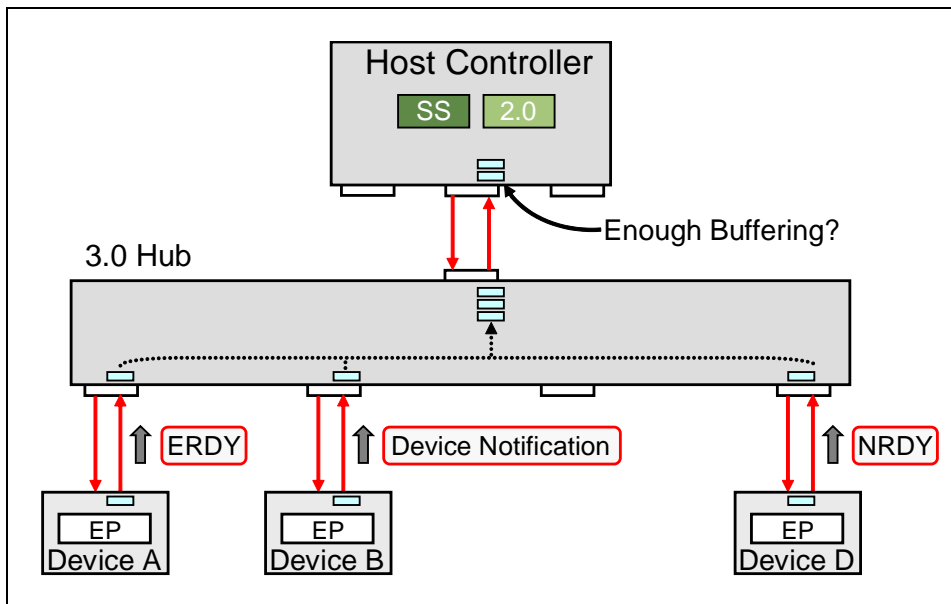 Host Controller
SS 2.0
Enough Buffering?
3.0 Hub
ERDY Device Notification NRDY
EP EP EP
Device A Device B Device D